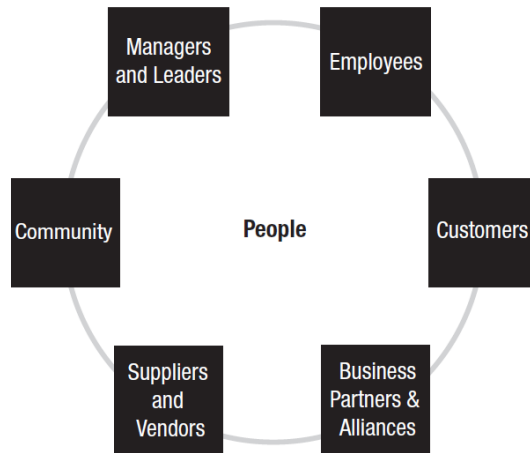 Managers
and Leaders
Employees
Community
People
Customers
Suppliers
and
Vendors
Business
Partners &
Alliances